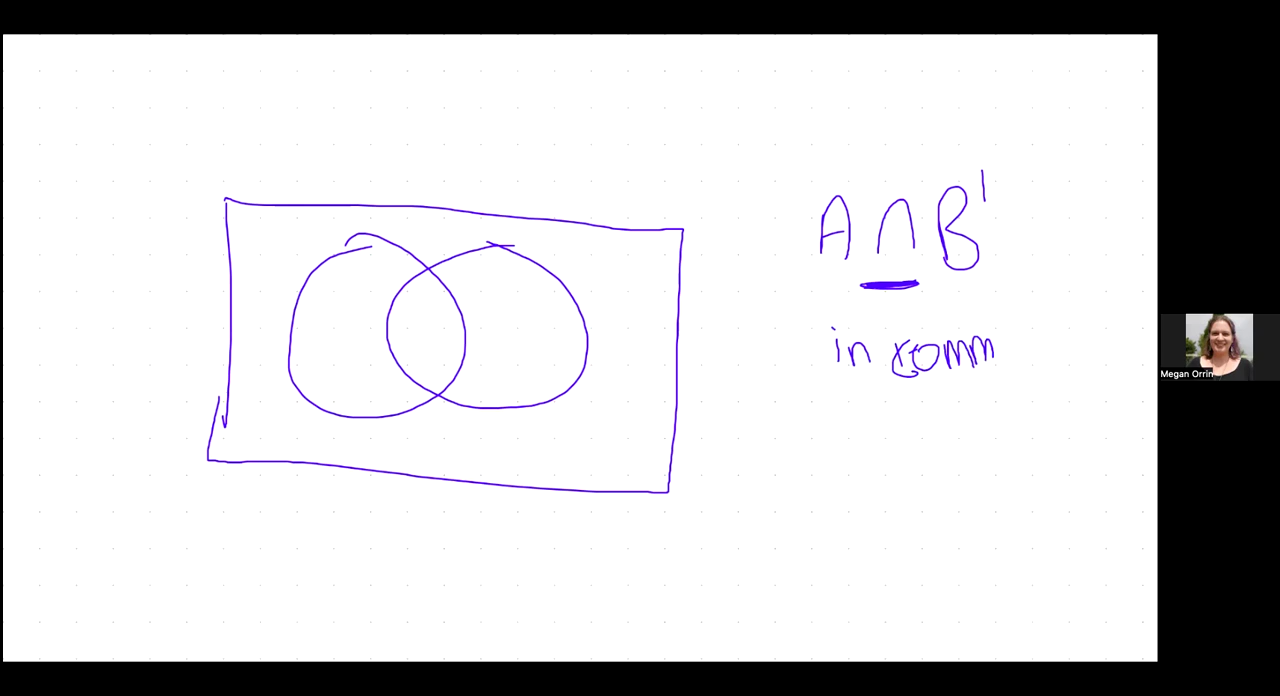 A ∩ B'
in comm
Megan Orrin